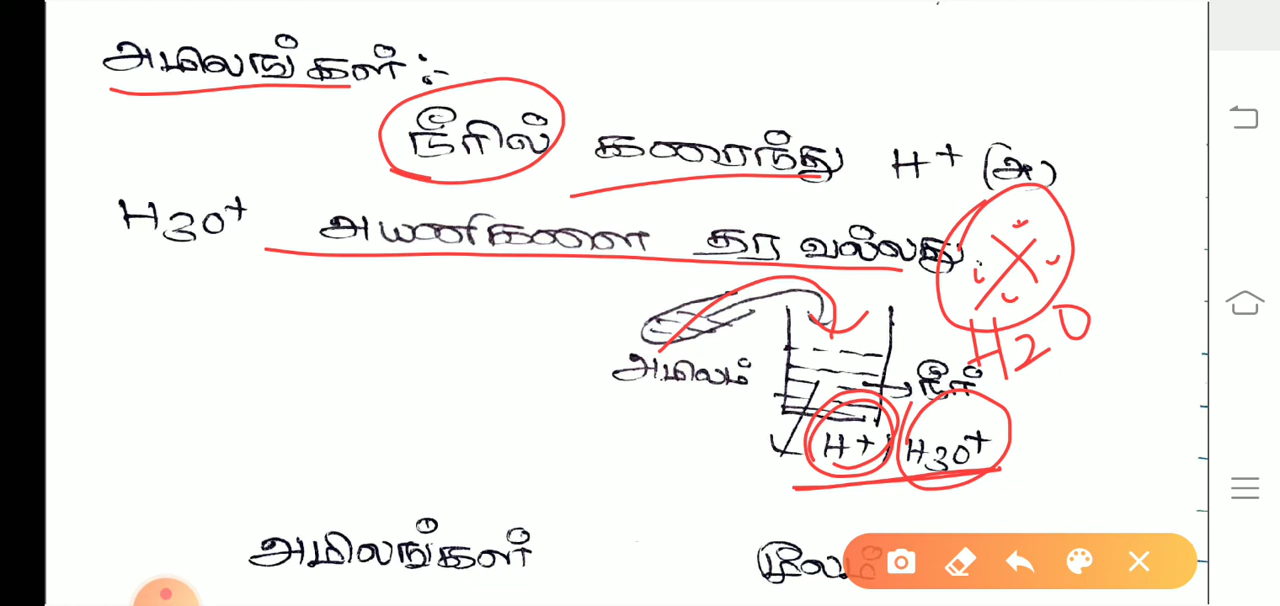 அமிலங்கள் :-
நீரில் கரைந்து H+ (அ)
H3O+ அயனிகளை தர வல்லது.
H2O
அமிலம்
நீர்
H+, H3O+
அமிலங்கள்